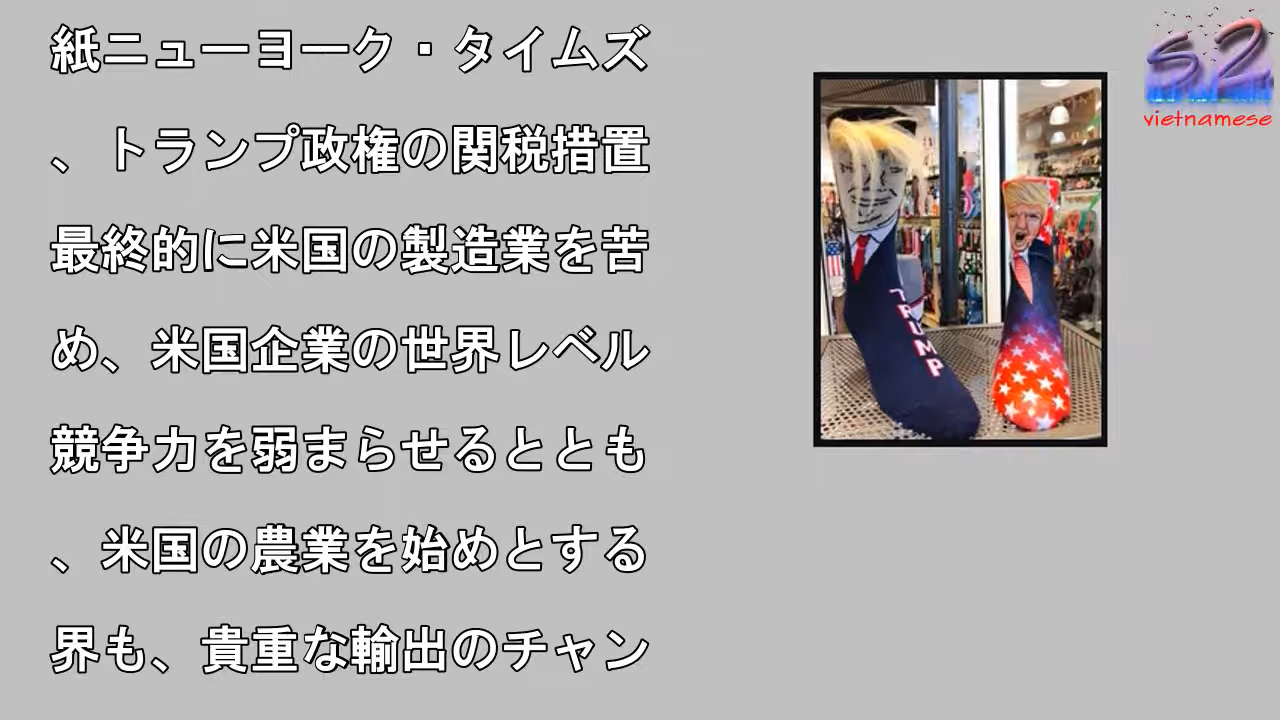 紙ニューヨーク・タイムズ
、トランプ政権の関税措置
最終的に米国の製造業を苦
め、米国企業の世界レベル
競争力を弱まらせるととも
、米国の農業を始めとする
界も、貴重な輸出のチャン
TRUMP
S2
vietnamese